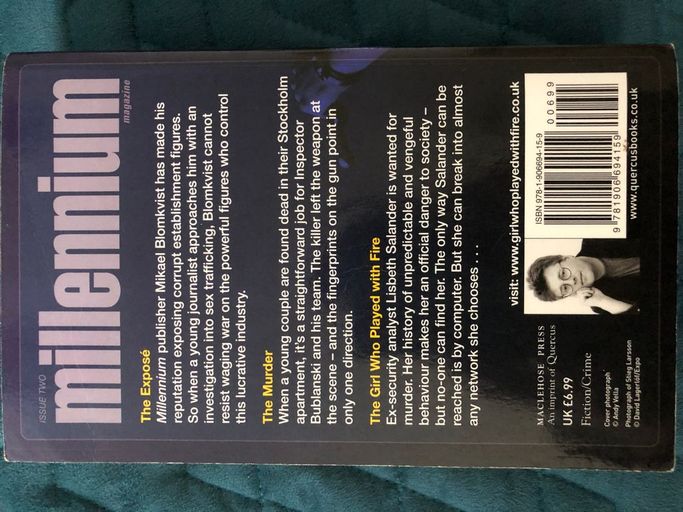 ISSUE TWO
millennium
magazine
The Exposé
Millennium publisher Mikael Blomkvist has made his
reputation exposing corrupt establishment figures.
So when a young journalist approaches him with an
investigation into sex trafficking, Blomkvist cannot
resist waging war on the powerful figures who control
this lucrative industry.
The Murder
When a young couple are found dead in their Stockholm
apartment, it's a straightforward job for Inspector
Bublanski and his team. The killer left the weapon at
the scene – and the fingerprints on the gun point in
only one direction.
The Girl Who Played with Fire
Ex-security analyst Lisbeth Salander is wanted for
murder. Her history of unpredictable and vengeful
behaviour makes her an official danger to society –
but no-one can find her. The only way Salander can be
reached is by computer. But she can break into almost
any network she chooses . . . .
MACLEHOSE PRESS
An imprint of Quercus
UK £6.99
Fiction/Crime
Cover photograph
© Andy Vella
Photograph of Stieg Larsson
© David Lagerlöf/Expo
visit: www.girlwhoplayedwithfire.co.uk
ISBN 978-1-906694-15-9
00699
9 781906 694159
www.quercusbooks.co.uk